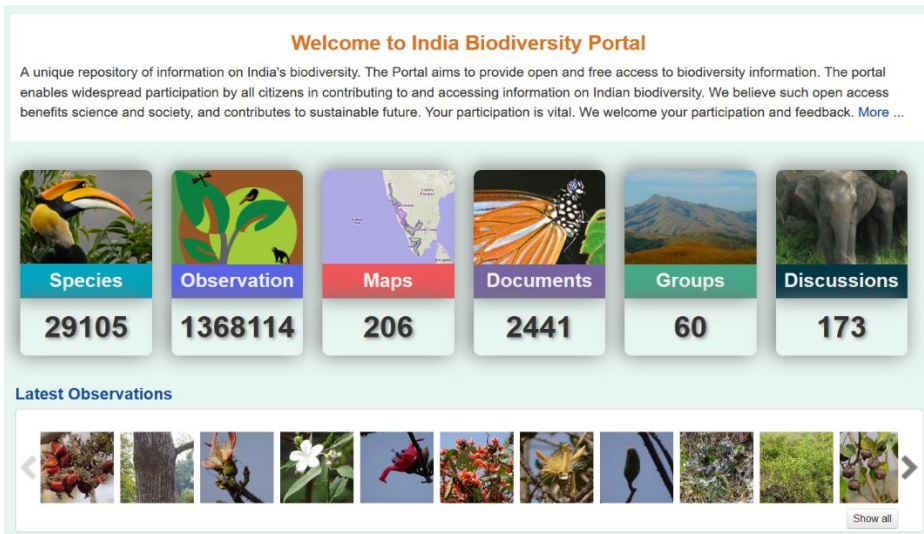 Welcome to India Biodiversity Portal
A unique repository of information on India's biodiversity. The Portal aims to provide open and free access to biodiversity information. The portal
enables widespread participation by all citizens in contributing to and accessing information on Indian biodiversity. We believe such open access
benefits science and society, and contributes to sustainable future. Your participation is vital. We welcome your participation and feedback. More ...
Species Observation Maps Documents Groups Discussions
29105 1368114 206 2441 60 173
Latest Observations
Show all